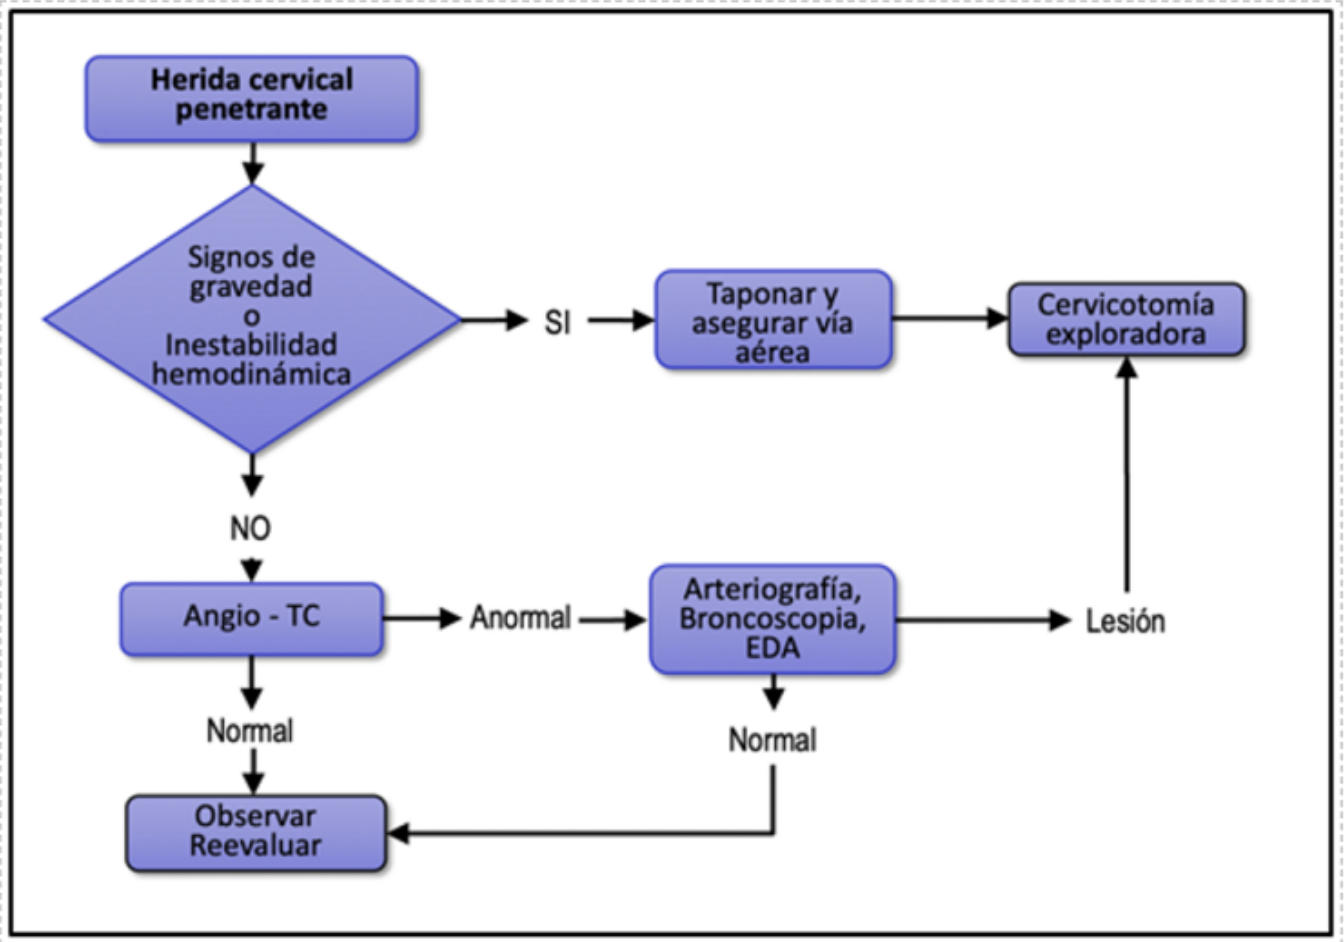 Herida cervical
penetrante
Signos de
gravedad
o
Inestabilidad
hemodinámica
SI
Taponar y
asegurar vía
aérea
Cervicotomía
exploradora
NO
Angio - TC
Anormal
Arteriografía,
Broncoscopia,
EDA
Lesión
Normal
Normal
Observar
Reevaluar